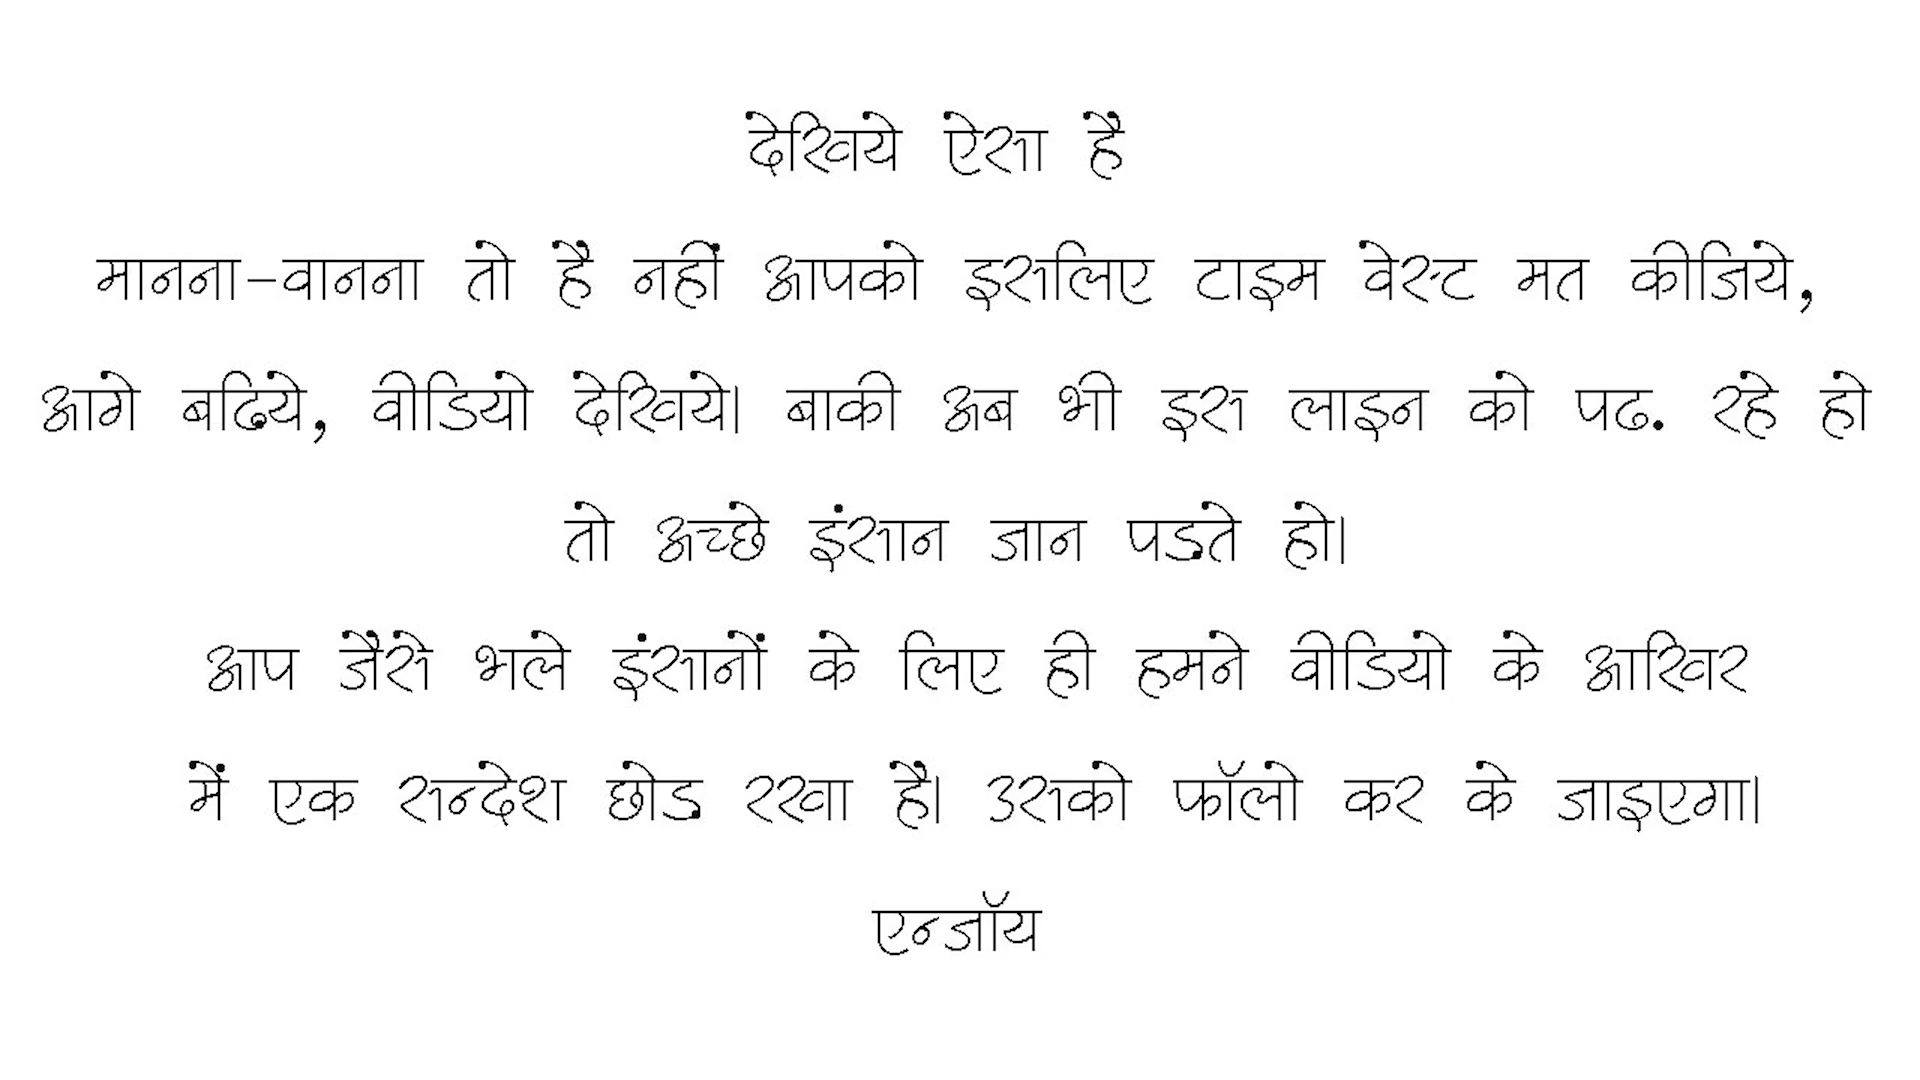 देखिये ऐसा है
मानना-वानना तो है नहीं आपको इसलिए टाइम वेस्ट मत कीजिये,
आगे बढ़िये, वीडियो देखिये। बाकी अब भी इस लाइन को पढ. रहे हो
तो अच्छे इंसान जान पड़ते हो।
आप जैसे भले इंसानों के लिए ही हमने वीडियो के आखिर
में एक सन्देश छोड़ रखा है। उसको फॉलो कर के जाइएगा।
एन्जॉय